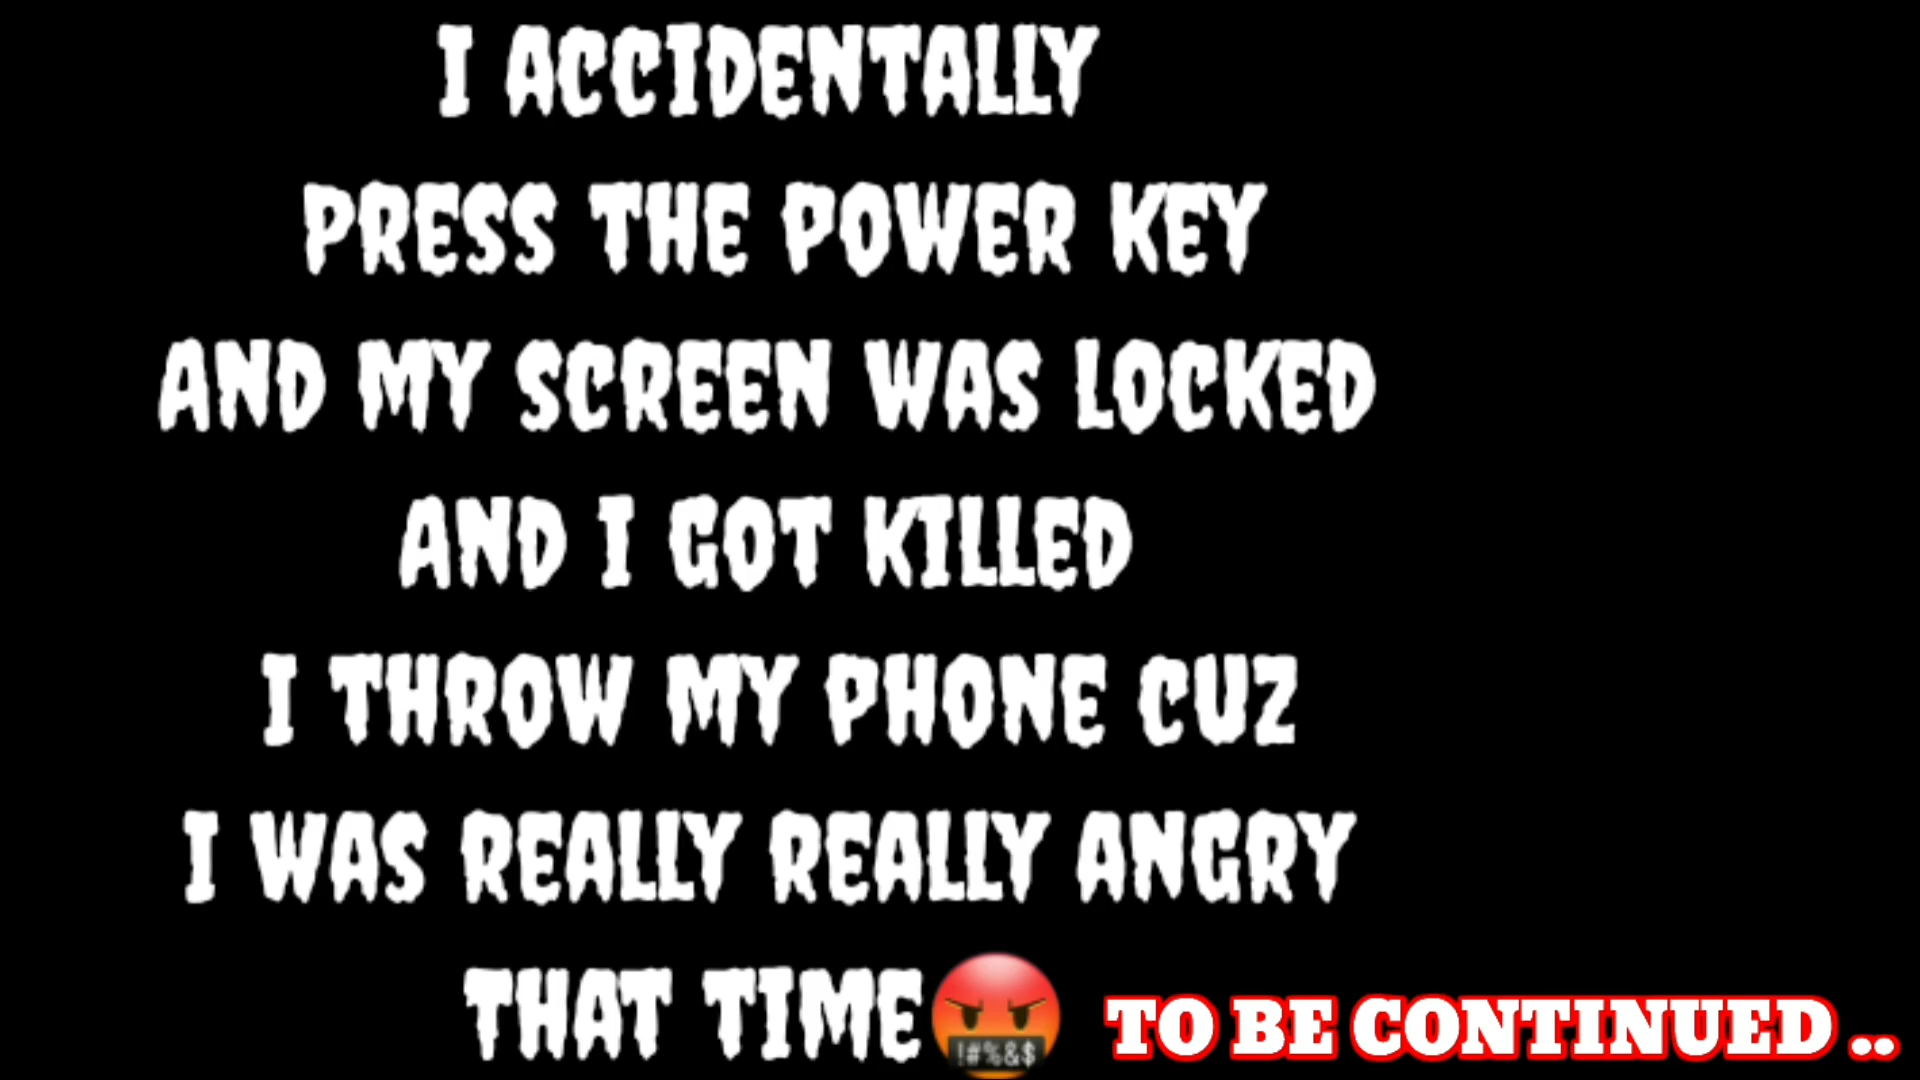 I ACCIDENTALLY
PRESS THE POWER KEY
AND MY SCREEN WAS LOCKED
AND I GOT KILLED
I THROW MY PHONE CUZ
I WAS REALLY REALLY ANGRY
THAT TIME🤬 TO BE CONTINUED ..